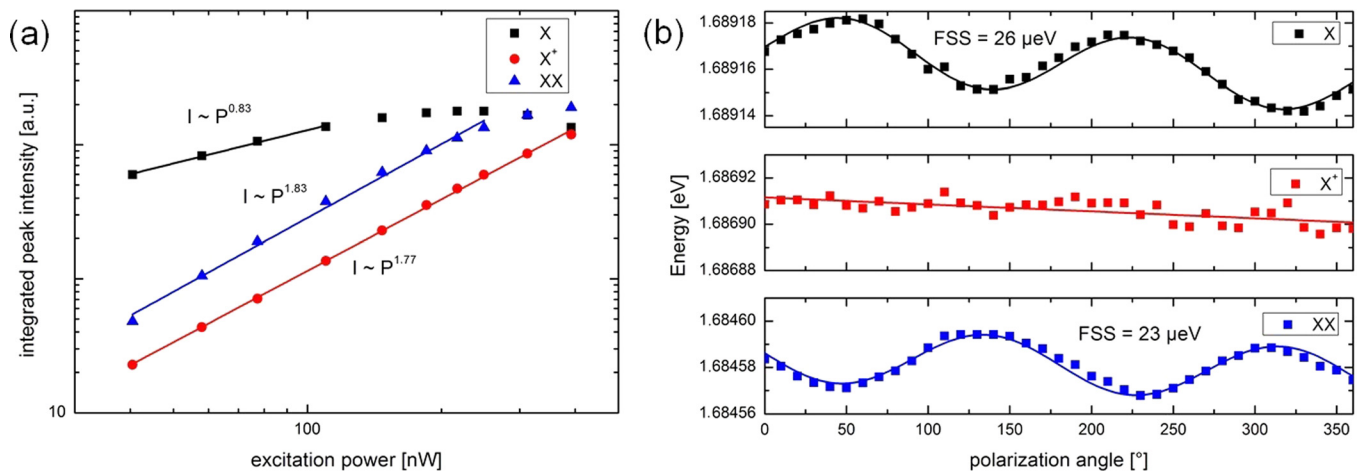 (a)
integrated peak intensity [a.u.]
X
X+
XX
I ~ P^0.83
I ~ P^1.83
I ~ P^1.77
10
100
excitation power [nW]
(b)
Energy [eV]
1.68918
1.68916
1.68914
FSS = 26 µeV
X
1.68692
1.68690
1.68688
X+
1.68460
1.68458
1.68456
FSS = 23 µeV
XX
0 50 100 150 200 250 300 350
polarization angle [°]